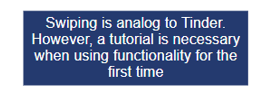 Swiping is analog to Tinder.
However, a tutorial is necessary
when using functionality for the
first time